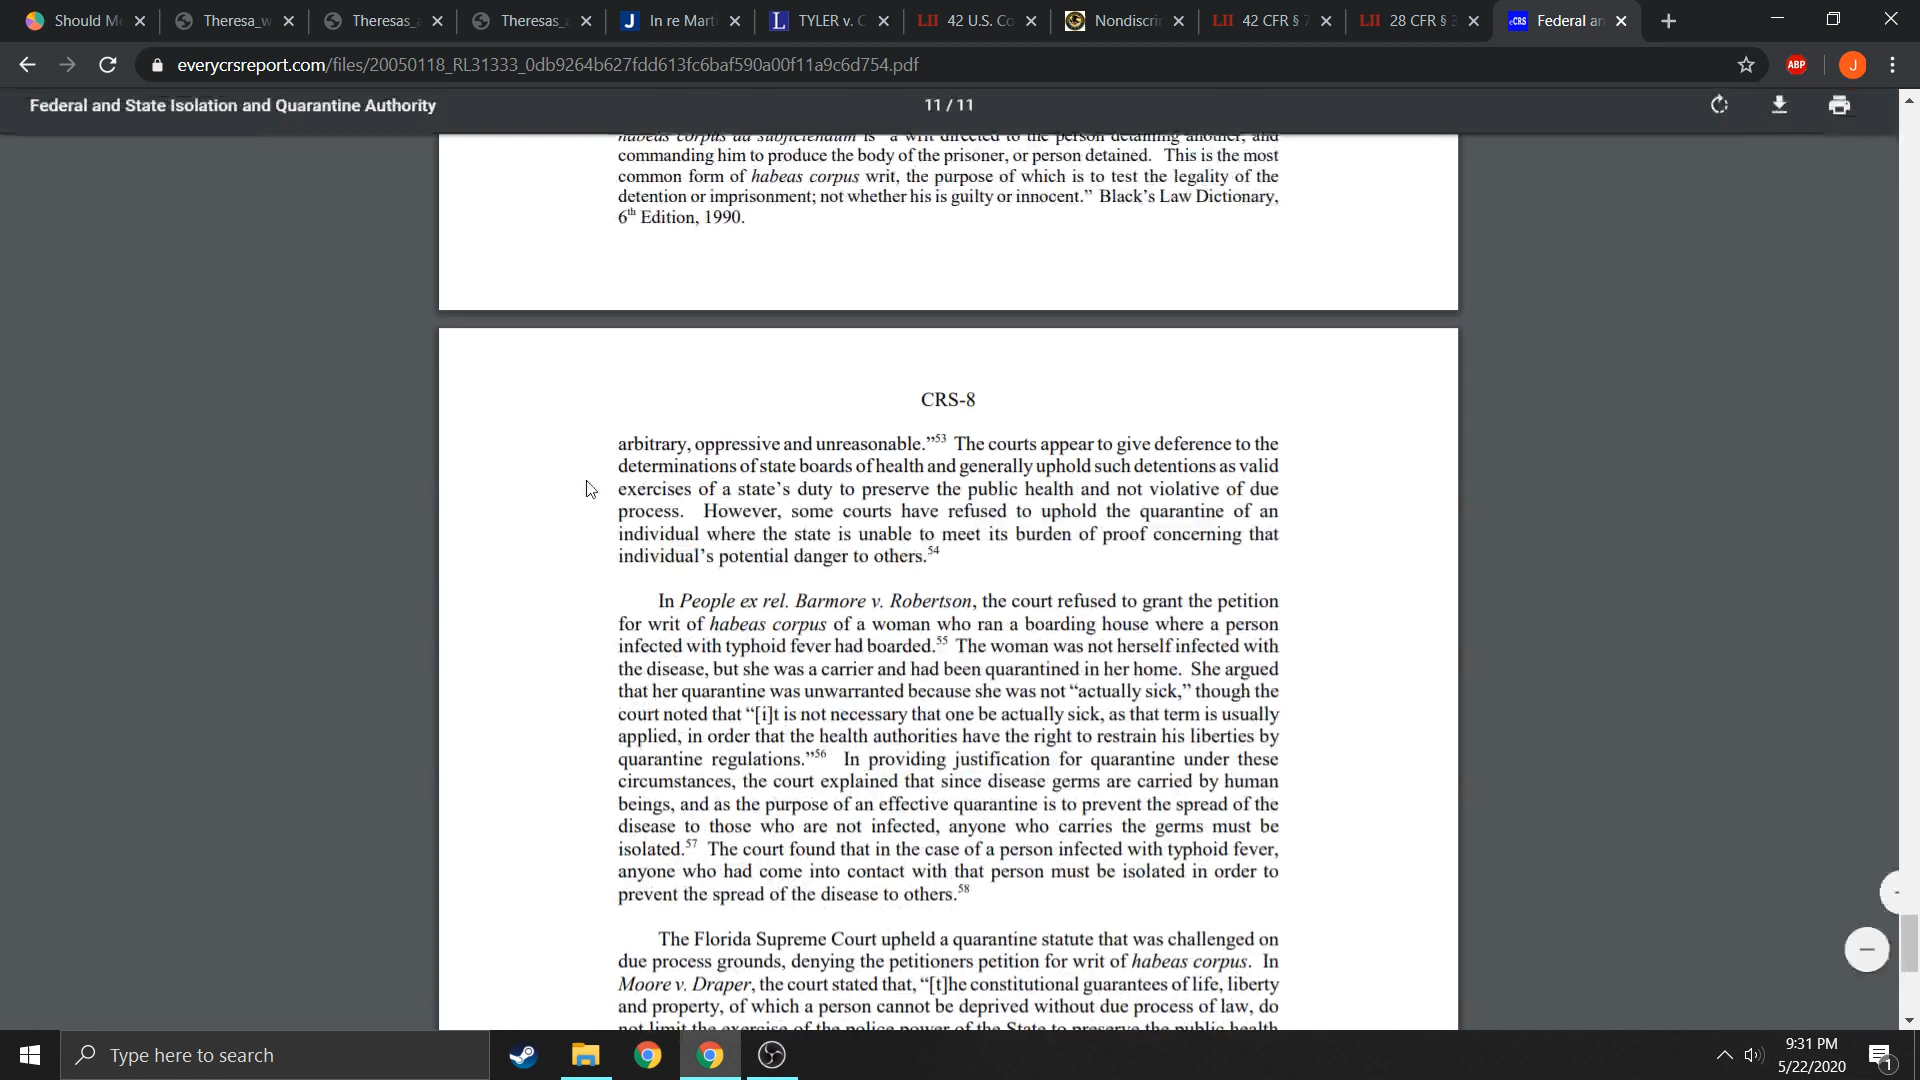 Should Me
Theresa_w
Theresas_a
Theresas_a
In re Marti
TYLER v. C
LII 42 U.S. Co
Nondiscri
LII 42 CFR § 7
LII 28 CFR § 3
Federal an
everycrsreport.com/files/20050118_RL31333_0db9264b627fdd613fc6baf590a00f11a9c6d754.pdf
ABP
J
Federal and State Isolation and Quarantine Authority
11 / 11
habeas corpus ad subjiciendum is “a writ directed to the person detaining another, and
commanding him to produce the body of the prisoner, or person detained. This is the most
common form of habeas corpus writ, the purpose of which is to test the legality of the
detention or imprisonment; not whether his is guilty or innocent.” Black’s Law Dictionary,
6th Edition, 1990.
CRS-8
arbitrary, oppressive and unreasonable.”53 The courts appear to give deference to the
determinations of state boards of health and generally uphold such detentions as valid
exercises of a state’s duty to preserve the public health and not violative of due
process. However, some courts have refused to uphold the quarantine of an
individual where the state is unable to meet its burden of proof concerning that
individual’s potential danger to others.54
In People ex rel. Barmore v. Robertson, the court refused to grant the petition
for writ of habeas corpus of a woman who ran a boarding house where a person
infected with typhoid fever had boarded.55 The woman was not herself infected with
the disease, but she was a carrier and had been quarantined in her home. She argued
that her quarantine was unwarranted because she was not “actually sick,” though the
court noted that “[i]t is not necessary that one be actually sick, as that term is usually
applied, in order that the health authorities have the right to restrain his liberties by
quarantine regulations.”56 In providing justification for quarantine under these
circumstances, the court explained that since disease germs are carried by human
beings, and as the purpose of an effective quarantine is to prevent the spread of the
disease to those who are not infected, anyone who carries the germs must be
isolated.57 The court found that in the case of a person infected with typhoid fever,
anyone who had come into contact with that person must be isolated in order to
prevent the spread of the disease to others.58
The Florida Supreme Court upheld a quarantine statute that was challenged on
due process grounds, denying the petitioners petition for writ of habeas corpus. In
Moore v. Draper, the court stated that, “[t]he constitutional guarantees of life, liberty
and property, of which a person cannot be deprived without due process of law, do
not limit the exercise of the police power of the State to preserve the public health
Type here to search
9:31 PM
5/22/2020
1